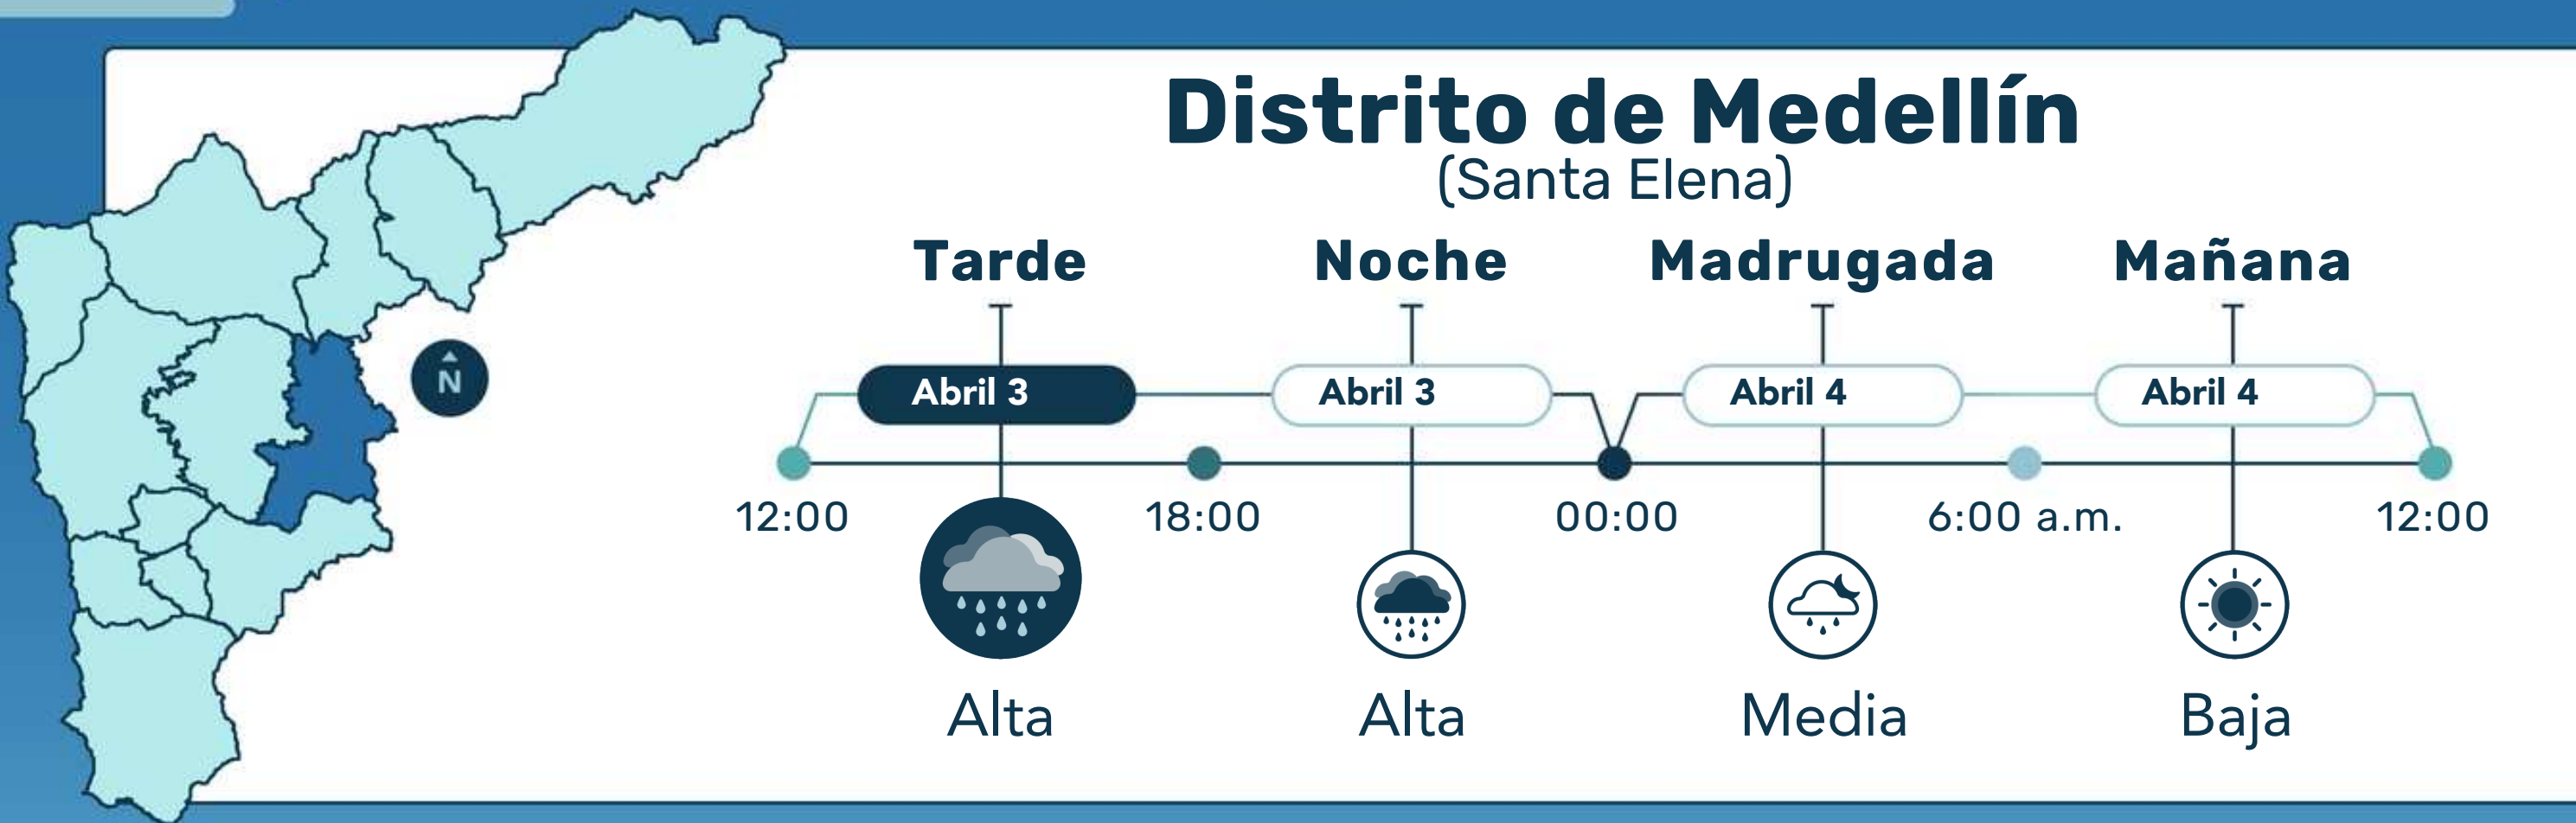 Distrito de Medellín
(Santa Elena)
Tarde Noche Madrugada Mañana
N
Abril 3 Abril 3 Abril 4 Abril 4
12:00 18:00 00:00 6:00 a.m. 12:00
Alta Alta Media Baja